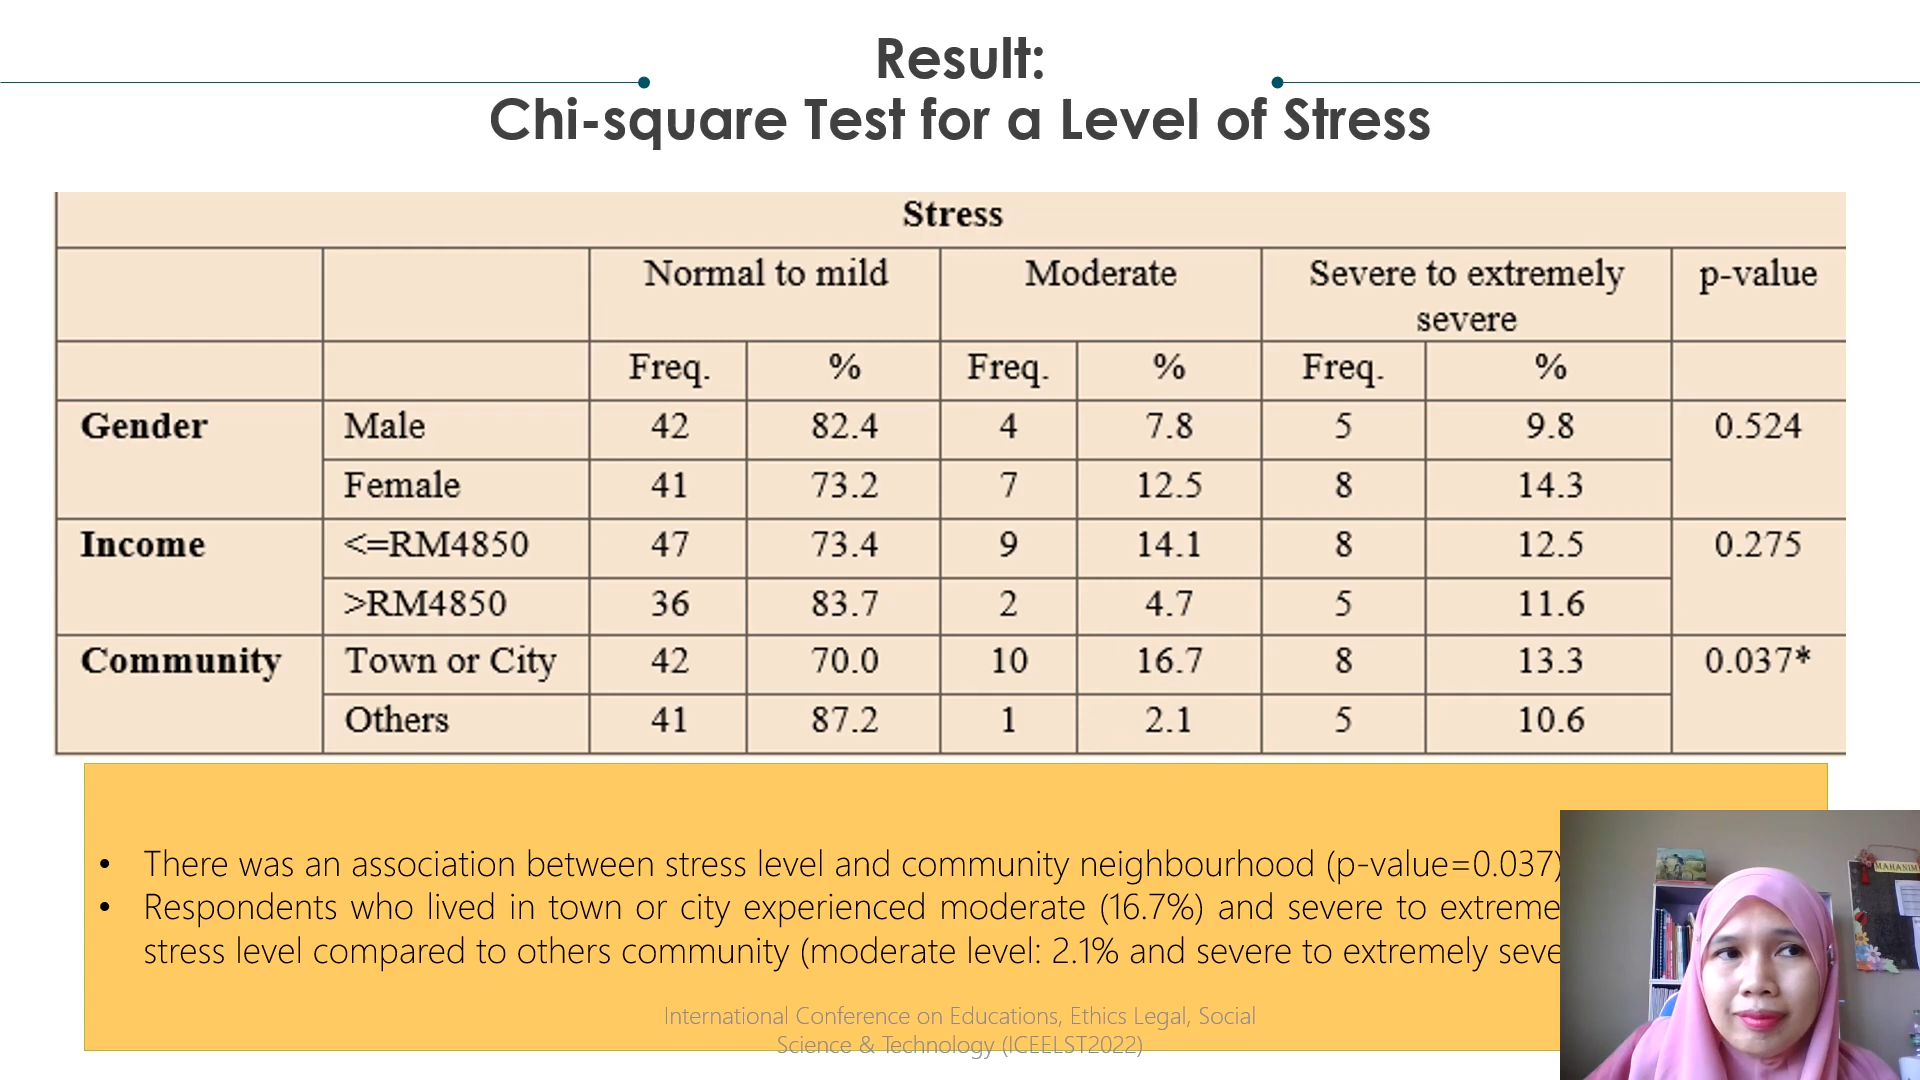 Result:
Chi-square Test for a Level of Stress
Stress
Normal to mild Moderate Severe to extremely severe p-value
Freq. % Freq. % Freq. %
Gender Male 42 82.4 4 7.8 5 9.8 0.524
Female 41 73.2 7 12.5 8 14.3
Income <=RM4850 47 73.4 9 14.1 8 12.5 0.275
>RM4850 36 83.7 2 4.7 5 11.6
Community Town or City 42 70.0 10 16.7 8 13.3 0.037*
Others 41 87.2 1 2.1 5 10.6
• There was an association between stress level and community neighbourhood (p-value=0.037)
• Respondents who lived in town or city experienced moderate (16.7%) and severe to extreme
stress level compared to others community (moderate level: 2.1% and severe to extremely seve
International Conference on Educations, Ethics Legal, Social
Science & Technology (ICEELST2022)
MAHANIM